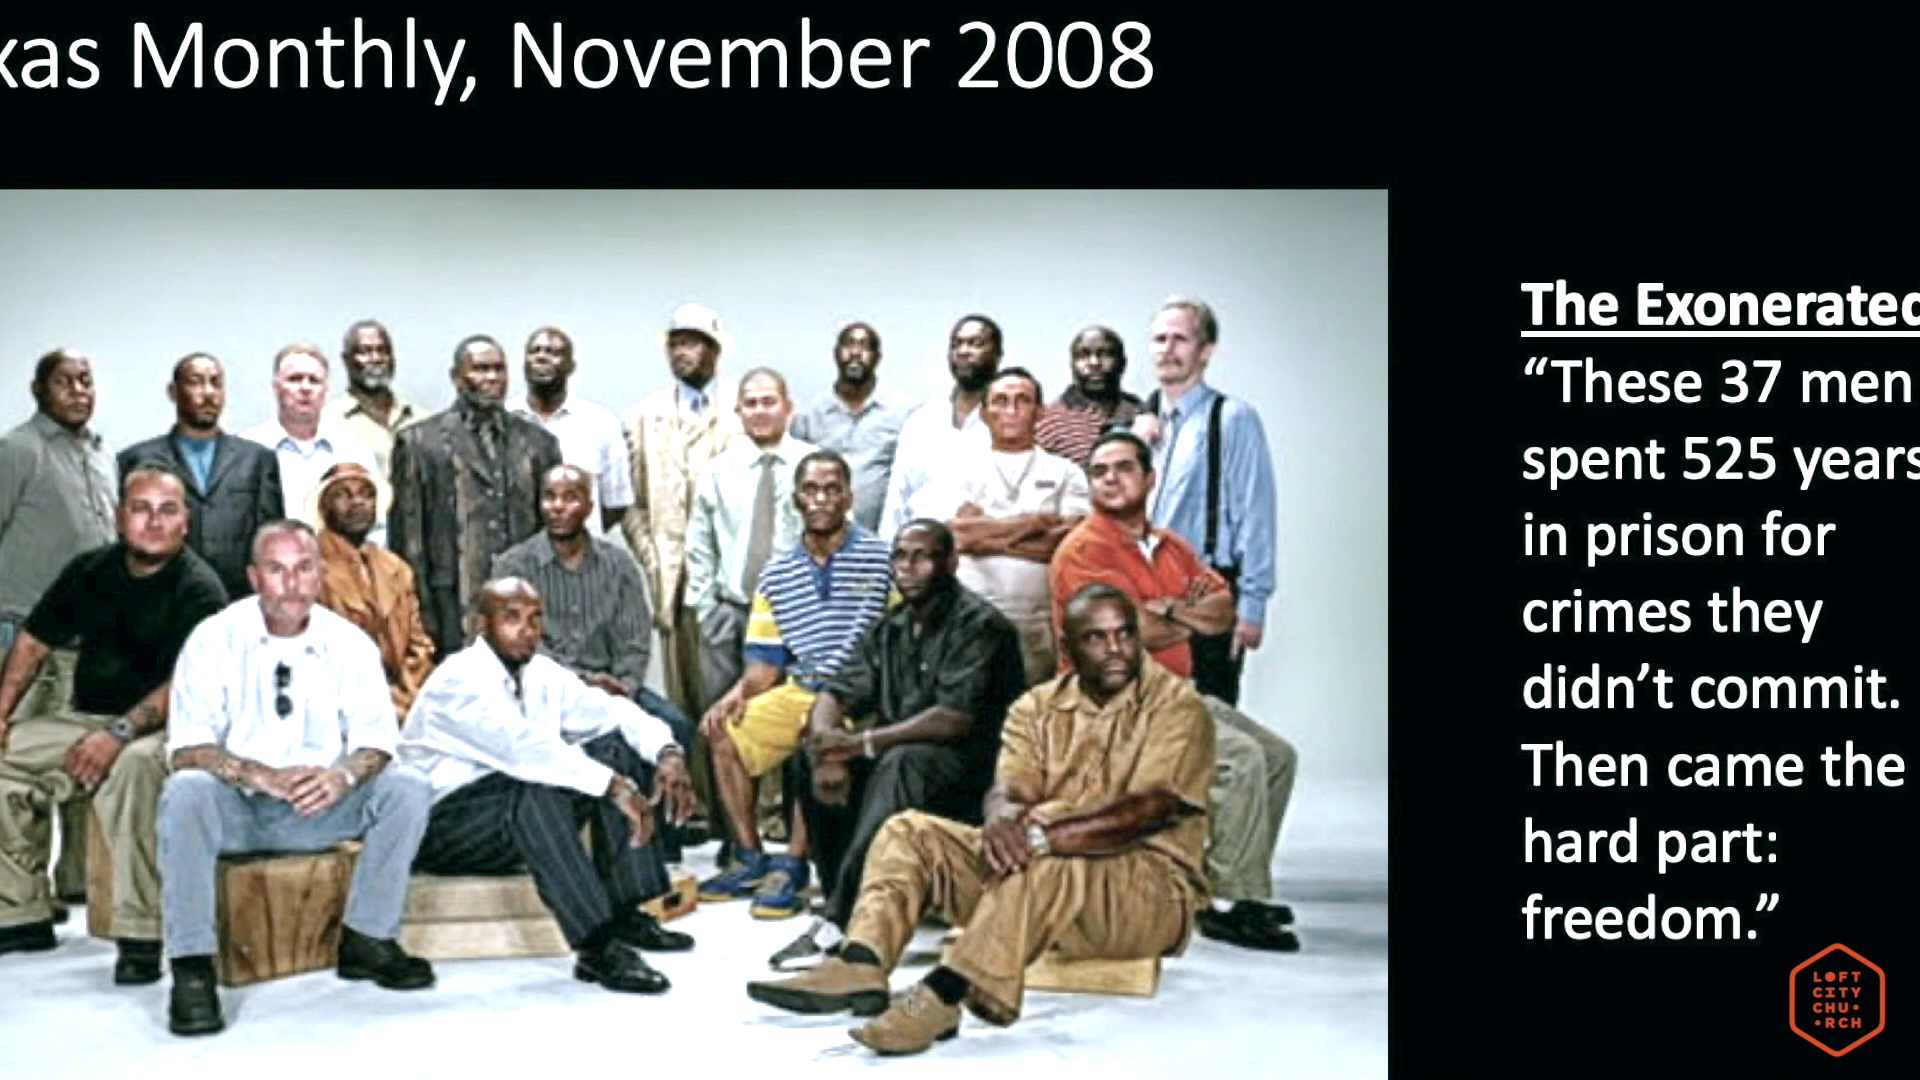 xas Monthly, November 2008
The Exonerated
“These 37 men
spent 525 years
in prison for
crimes they
didn’t commit.
Then came the
hard part:
freedom.”
LOFT
CITY
CHU•
•RCH